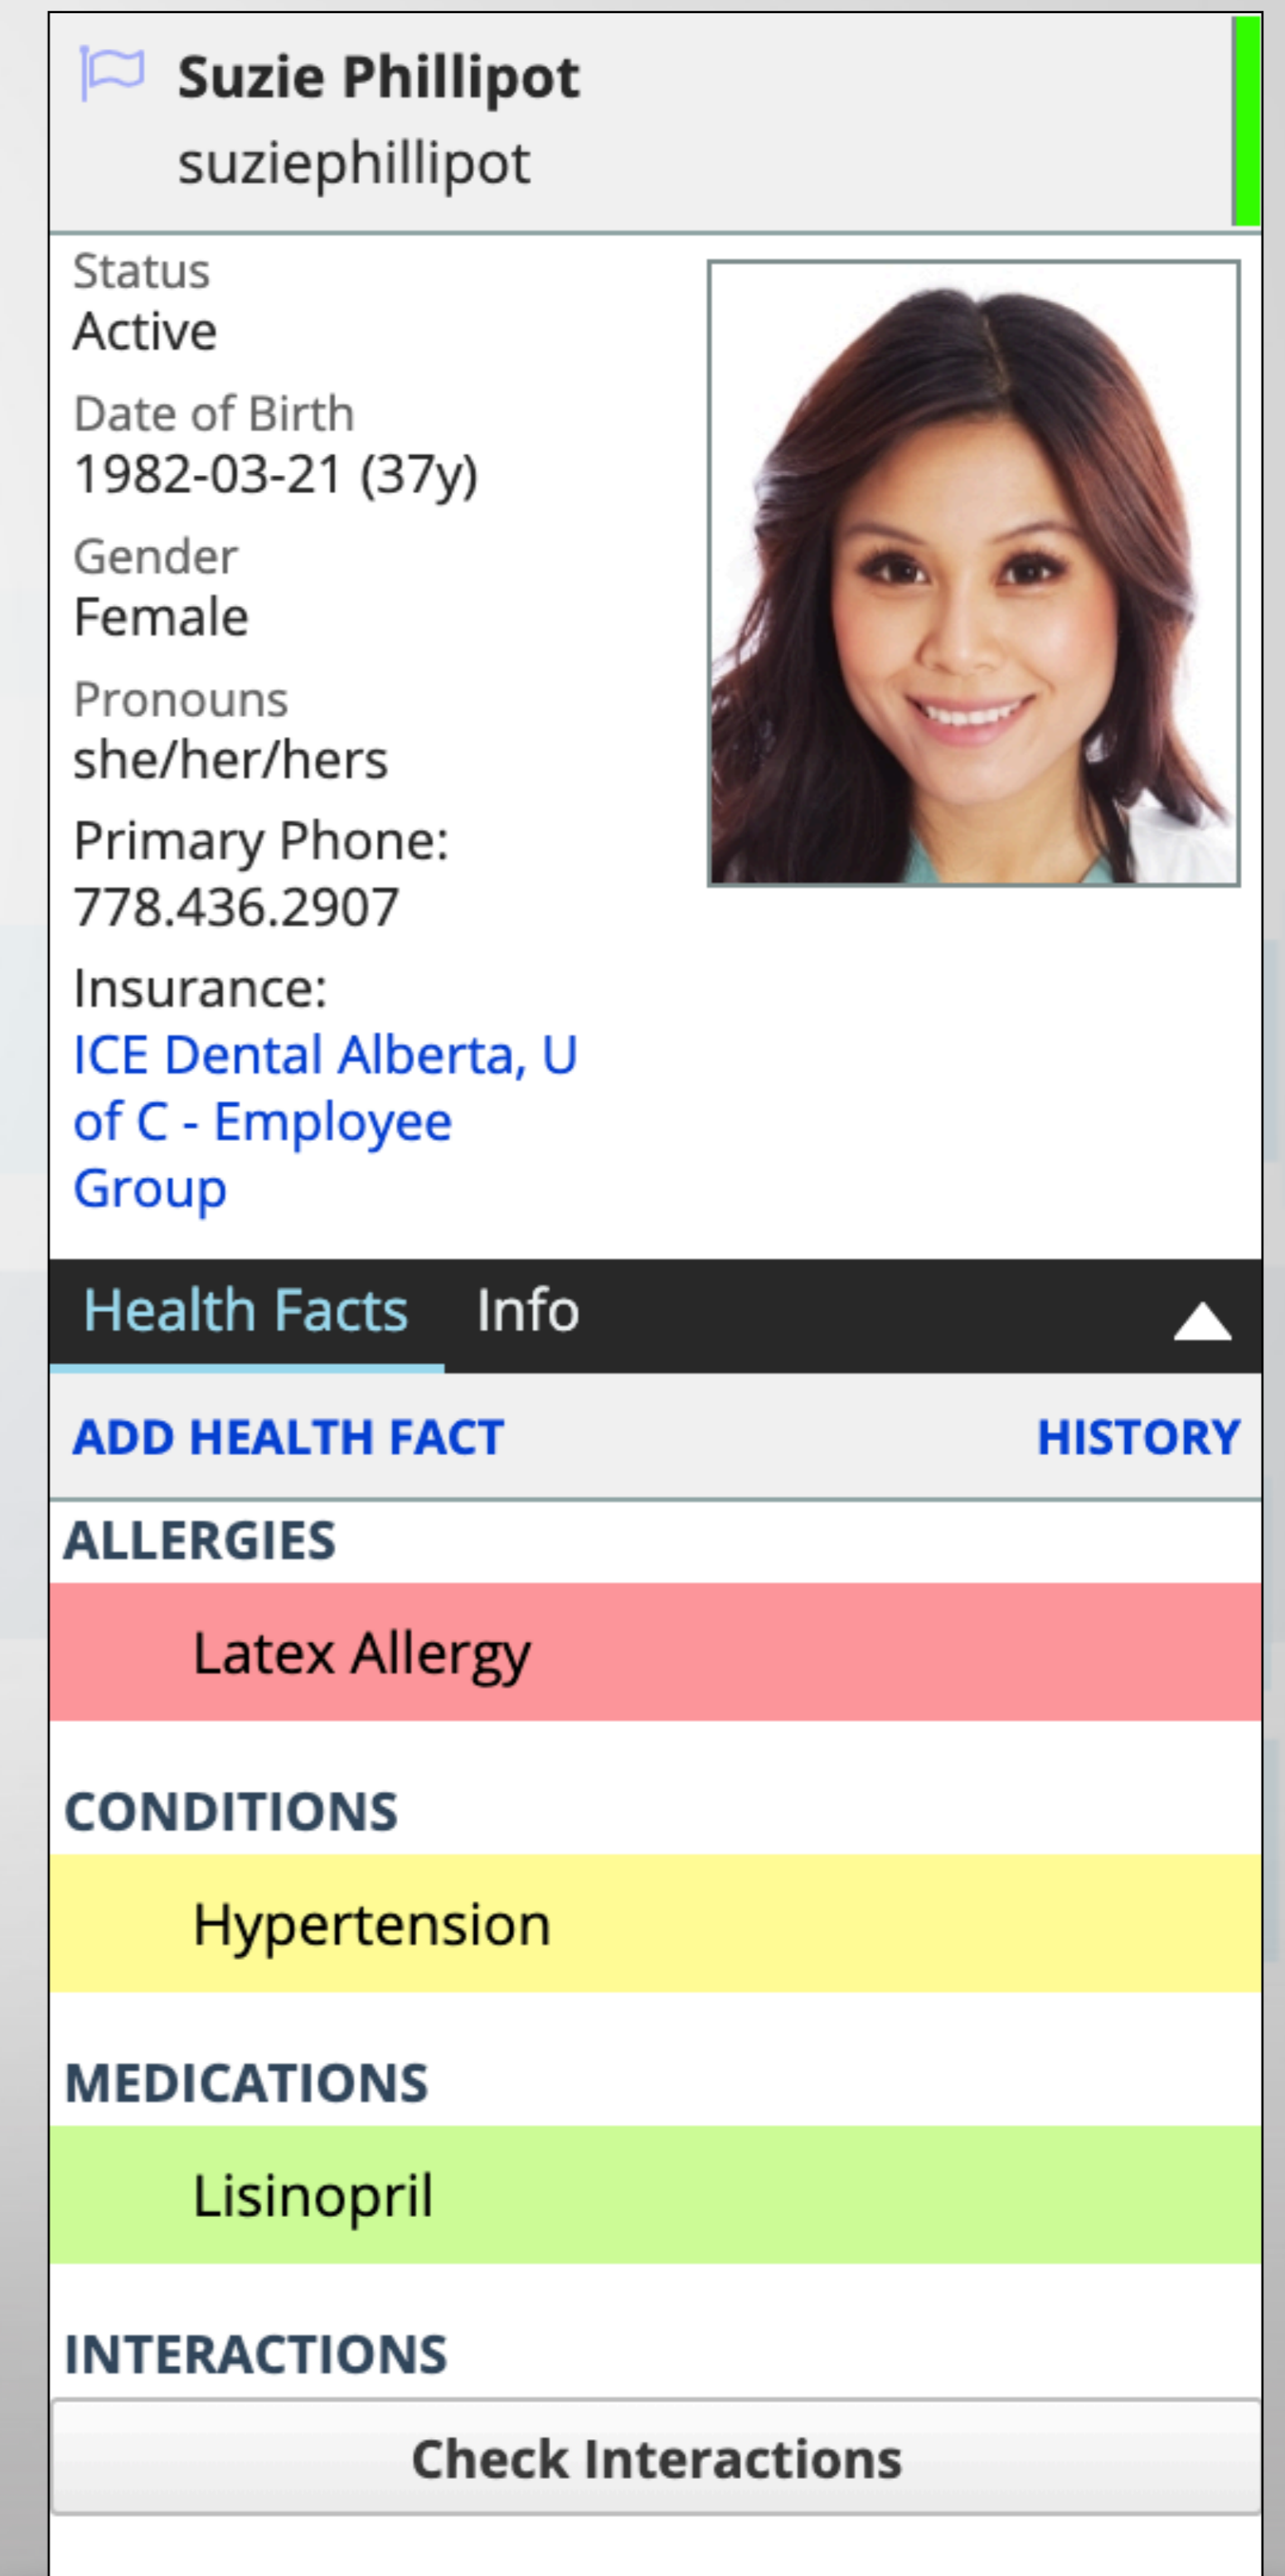 Suzie Phillipot
suziephillipot
Status
Active
Date of Birth
1982-03-21 (37y)
Gender
Female
Pronouns
she/her/hers
Primary Phone:
778.436.2907
Insurance:
ICE Dental Alberta, U
of C - Employee
Group
Health Facts Info
ADD HEALTH FACT HISTORY
ALLERGIES
Latex Allergy
CONDITIONS
Hypertension
MEDICATIONS
Lisinopril
INTERACTIONS
Check Interactions